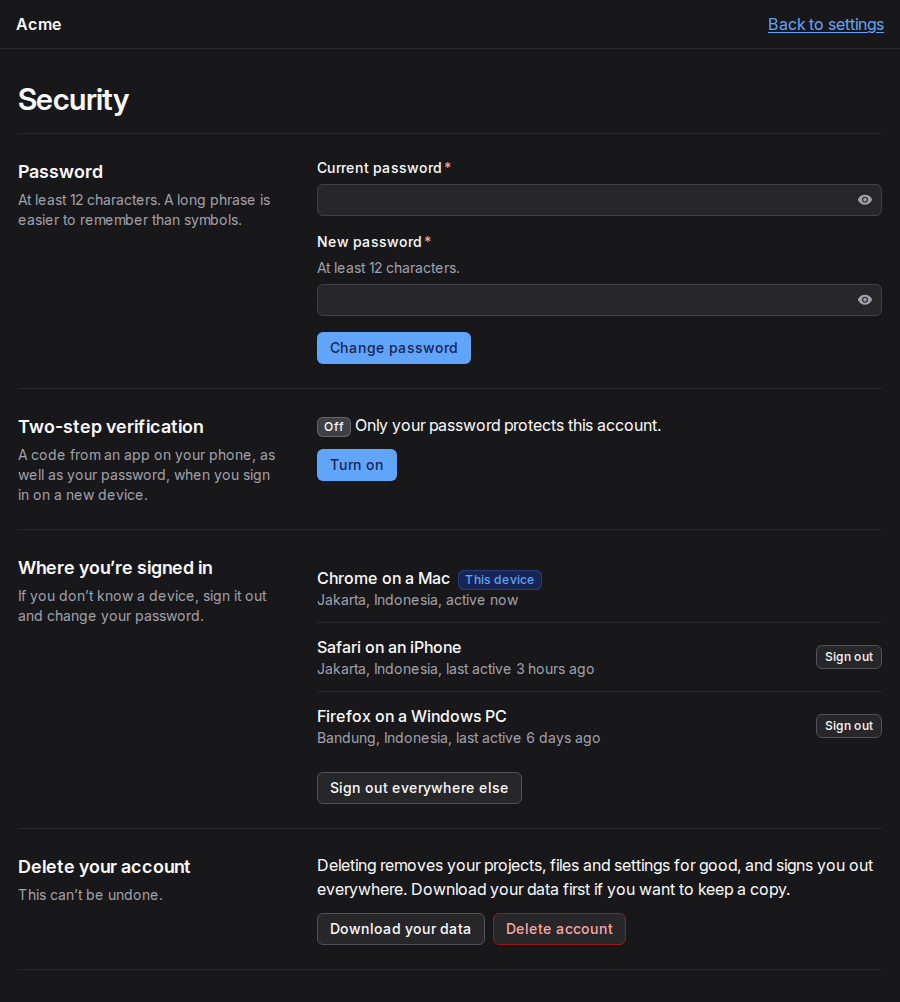 Acme
Back to settings
Security
Password
At least 12 characters. A long phrase is
easier to remember than symbols.
Current password *
New password *
At least 12 characters.
Change password
Two-step verification
A code from an app on your phone, as
well as your password, when you sign
in on a new device.
Off Only your password protects this account.
Turn on
Where you’re signed in
If you don’t know a device, sign it out
and change your password.
Chrome on a Mac This device
Jakarta, Indonesia, active now
Safari on an iPhone
Jakarta, Indonesia, last active 3 hours ago
Sign out
Firefox on a Windows PC
Bandung, Indonesia, last active 6 days ago
Sign out
Sign out everywhere else
Delete your account
This can’t be undone.
Deleting removes your projects, files and settings for good, and signs you out
everywhere. Download your data first if you want to keep a copy.
Download your data
Delete account